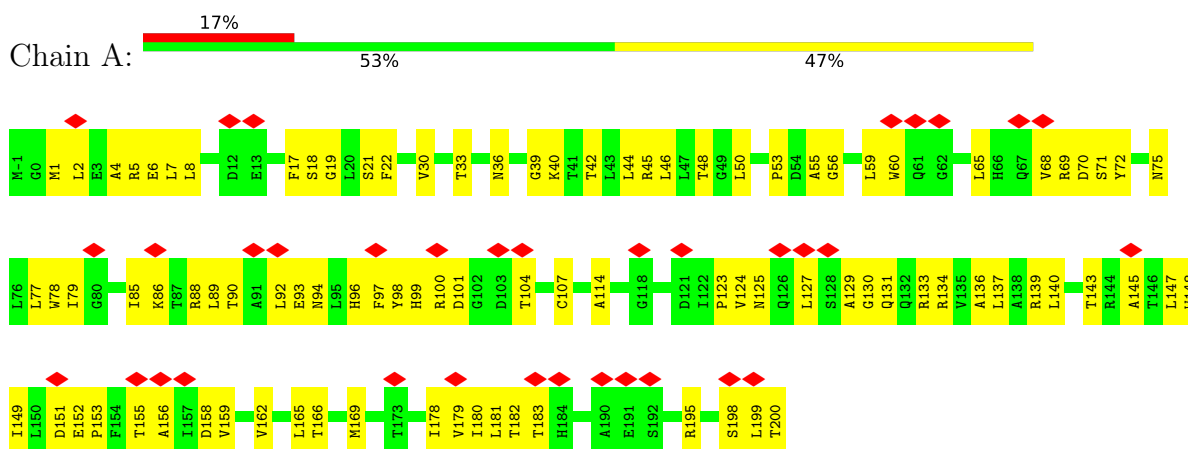 17%
Chain A:
53% 47%
M-1 G0 M1 L2 E3 A4 R5 E6 L7 L8 D12 E13 F17 S18 G19 L20 S21 F22 V30 T33 N36 G39 K40 T41 T42 L43 L44 R45 L46 L47 T48 G49 L50 P53 D54 A55 G56 L59 W60 Q61 G62 L65 H66 Q67 V68 R69 D70 S71 Y72 N75
L76 L77 W78 I79 G80 I85 K86 T87 R88 L89 T90 A91 L92 E93 N94 L95 H96 F97 Y98 H99 R100 D101 G102 D103 T104 C107 A114 G118 D121 I122 P123 V124 N125 Q126 L127 S128 A129 G130 Q131 Q132 R133 R134 V135 A136 L137 A138 R139 L140 T143 R144 A145 T146 L147
I149 L150 D151 E152 P153 F154 T155 A156 I157 D158 V159 V162 L165 T166 M169 T173 I178 V179 I180 L181 T182 T183 H184 A190 E191 S192 R195 S198 L199 T200